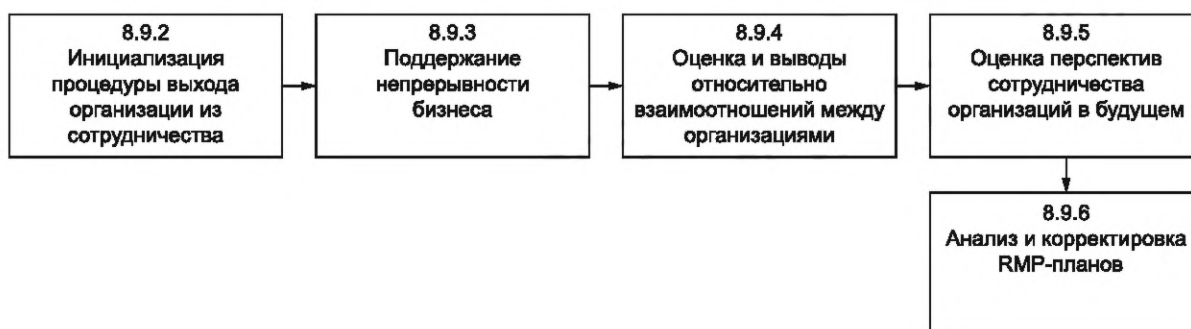 8.9.2
Инициализация
процедуры выхода
организации из
сотрудничества
8.9.3
Поддержание
непрерывности
бизнеса
8.9.4
Оценка и выводы
относительно
взаимоотношений между
организациями
8.9.5
Оценка перспектив
сотрудничества
организаций в будущем
8.9.6
Анализ и корректировка
RMP-планов